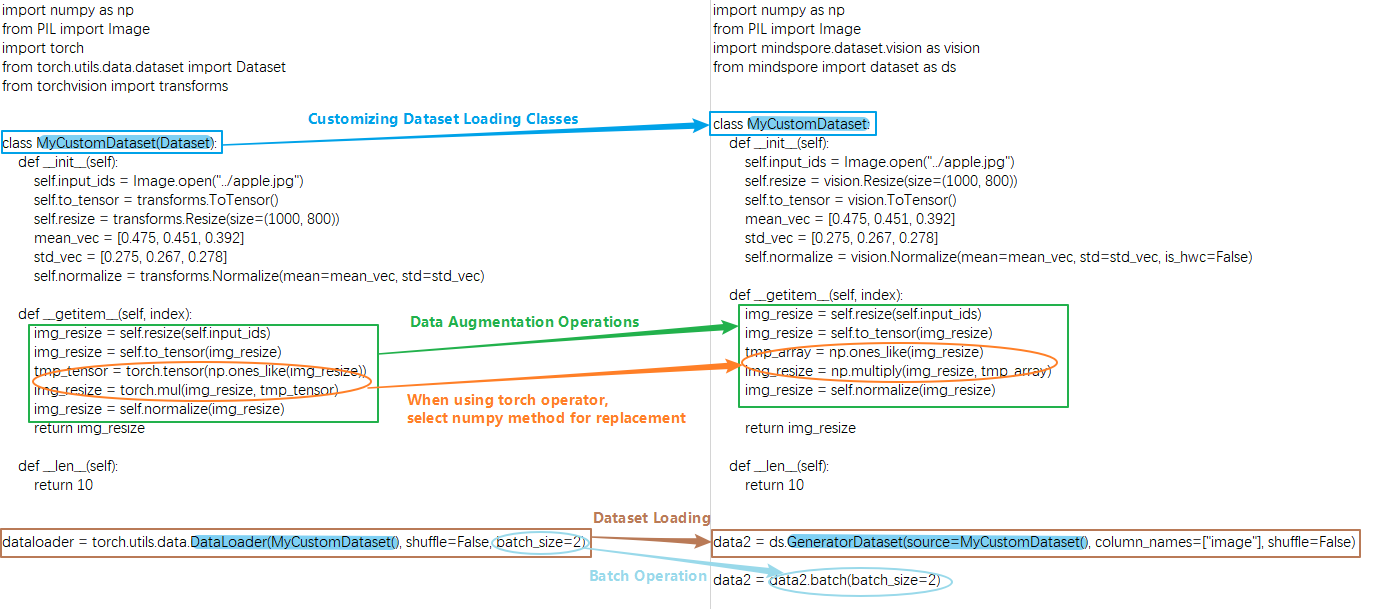 import numpy as np
from PIL import Image
import torch
from torch.utils.data.dataset import Dataset
from torchvision import transforms
class MyCustomDataset(Dataset):
def __init__(self):
self.input_ids = Image.open("../apple.jpg")
self.to_tensor = transforms.ToTensor()
self.resize = transforms.Resize(size=(1000, 800))
mean_vec = [0.475, 0.451, 0.392]
std_vec = [0.275, 0.267, 0.278]
self.normalize = transforms.Normalize(mean=mean_vec, std=std_vec)
def __getitem__(self, index):
img_resize = self.resize(self.input_ids)
img_resize = self.to_tensor(img_resize)
tmp_tensor = torch.tensor(np.ones_like(img_resize))
img_resize = torch.mul(img_resize, tmp_tensor)
img_resize = self.normalize(img_resize)
return img_resize
def __len__(self):
return 10
dataloader = torch.utils.data.DataLoader(MyCustomDataset(), shuffle=False, batch_size=2)
Customizing Dataset Loading Classes
Data Augmentation Operations
When using torch operator,
select numpy method for replacement
Dataset Loading
Batch Operation
import numpy as np
from PIL import Image
import mindspore.dataset.vision as vision
from mindspore import dataset as ds
class MyCustomDataset:
def __init__(self):
self.input_ids = Image.open("../apple.jpg")
self.resize = vision.Resize(size=(1000, 800))
self.to_tensor = vision.ToTensor()
mean_vec = [0.475, 0.451, 0.392]
std_vec = [0.275, 0.267, 0.278]
self.normalize = vision.Normalize(mean=mean_vec, std=std_vec, is_hwc=False)
def __getitem__(self, index):
img_resize = self.resize(self.input_ids)
img_resize = self.to_tensor(img_resize)
tmp_array = np.ones_like(img_resize)
img_resize = np.multiply(img_resize, tmp_array)
img_resize = self.normalize(img_resize)
return img_resize
def __len__(self):
return 10
data2 = ds.GeneratorDataset(source=MyCustomDataset(), column_names=["image"], shuffle=False)
data2 = data2.batch(batch_size=2)